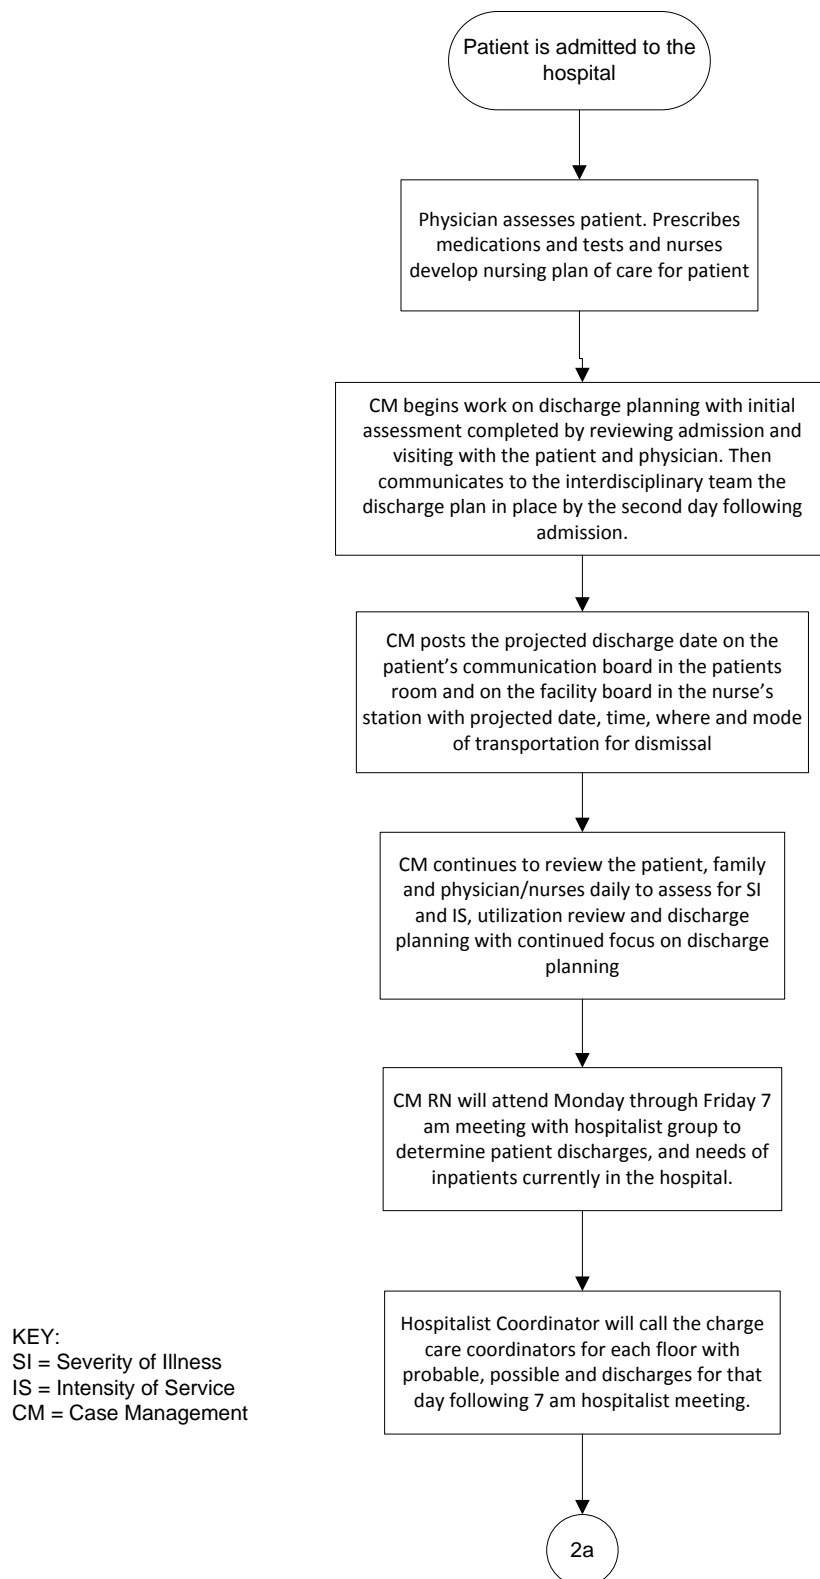 Patient is admitted to the
hospital
Physician assesses patient. Prescribes
medications and tests and nurses
develop nursing plan of care for patient
CM begins work on discharge planning with initial
assessment completed by reviewing admission and
visiting with the patient and physician. Then
communicates to the interdisciplinary team the
discharge plan in place by the second day following
admission.
CM posts the projected discharge date on the
patient’s communication board in the patients
room and on the facility board in the nurse’s
station with projected date, time, where and mode
of transportation for dismissal
CM continues to review the patient, family
and physician/nurses daily to assess for SI
and IS, utilization review and discharge
planning with continued focus on discharge
planning
CM RN will attend Monday through Friday 7
am meeting with hospitalist group to
determine patient discharges, and needs of
inpatients currently in the hospital.
Hospitalist Coordinator will call the charge
care coordinators for each floor with
probable, possible and discharges for that
day following 7 am hospitalist meeting.
KEY:
SI = Severity of Illness
IS = Intensity of Service
CM = Case Management
2a